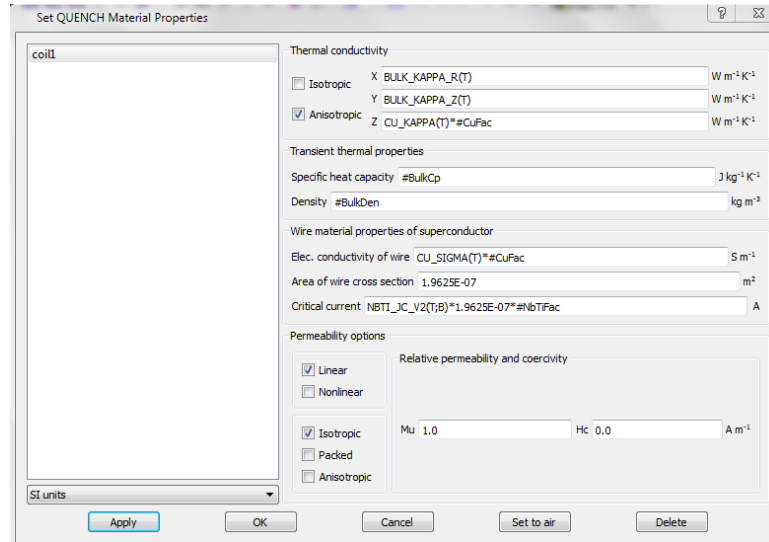 Set QUENCH Material Properties
coil1
Thermal conductivity
Isotropic
X BULK_KAPPA_R(T) W m⁻¹ K⁻¹
Y BULK_KAPPA_Z(T) W m⁻¹ K⁻¹
Anisotropic
Z CU_KAPPA(T)*#CuFac W m⁻¹ K⁻¹
Transient thermal properties
Specific heat capacity #BulkCp J kg⁻¹ K⁻¹
Density #BulkDen kg m⁻³
Wire material properties of superconductor
Elec. conductivity of wire CU_SIGMA(T)*#CuFac S m⁻¹
Area of wire cross section 1.9625E-07 m²
Critical current NBTI_JC_V2(T;B)*1.9625E-07*#NbTiFac A
Permeability options
Linear
Nonlinear
Isotropic
Packed
Anisotropic
Relative permeability and coercivity
Mu 1.0 Hc 0.0 A m⁻¹
SI units
Apply OK Cancel Set to air Delete